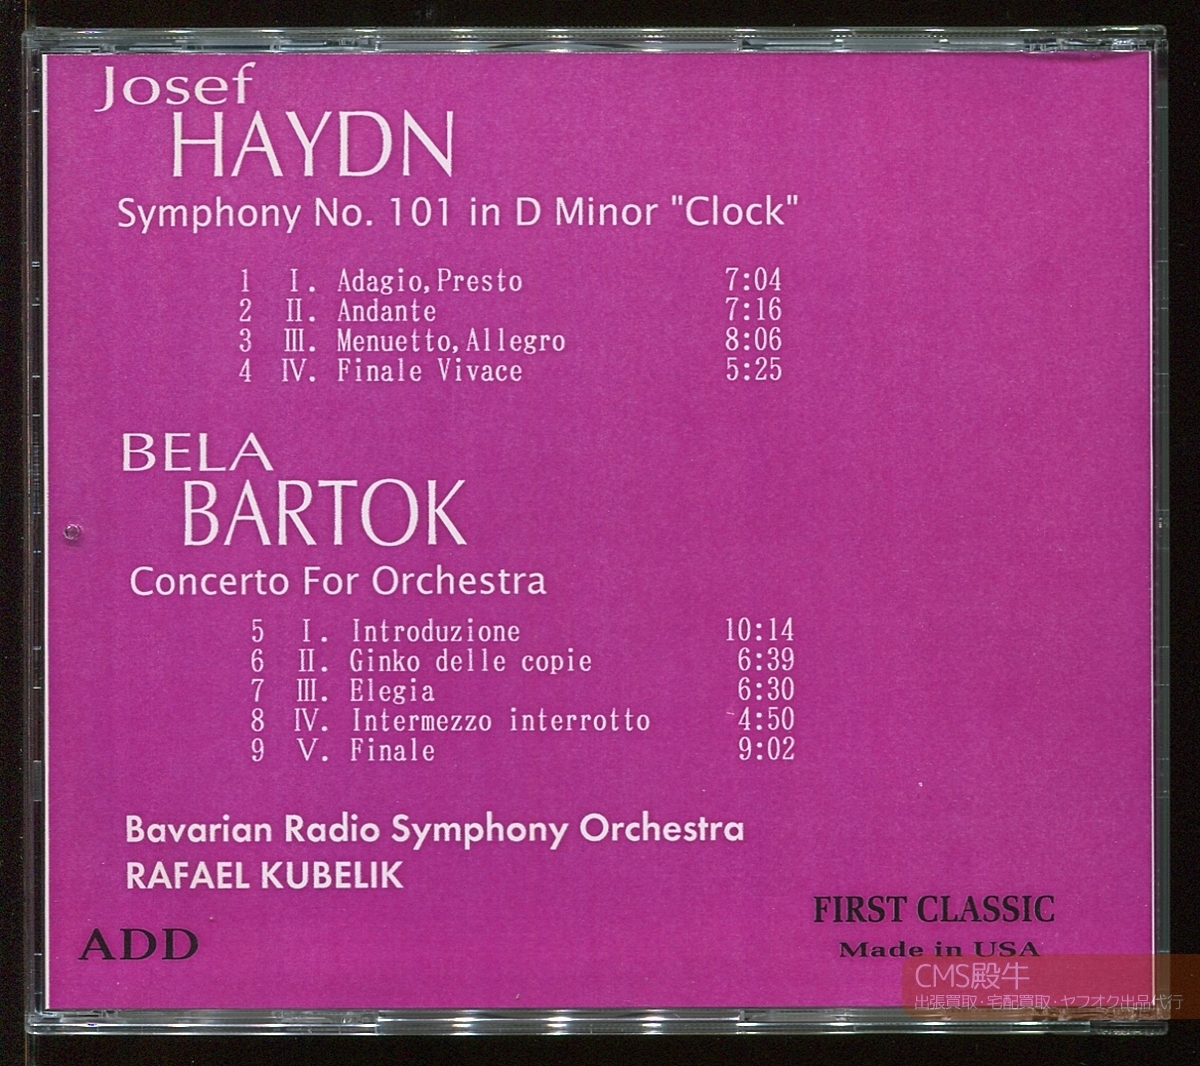 Josef
HAYDN
Symphony No. 101 in D Minor "Clock"
1 I. Adagio,Presto 7:04
2 II. Andante 7:16
3 III. Menuetto,Allegro 8:06
4 IV. Finale Vivace 5:25
BELA
BARTOK
Concerto For Orchestra
5 I. Introduzione 10:14
6 II. Ginko delle copie 6:39
7 III. Elegia 6:30
8 IV. Intermezzo interrotto 4:50
9 V. Finale 9:02
Bavarian Radio Symphony Orchestra
RAFAEL KUBELIK
FIRST CLASSIC
ADD
Made in USA
CMS殿牛
出張買取・宅配買取・ヤフオク出品代行